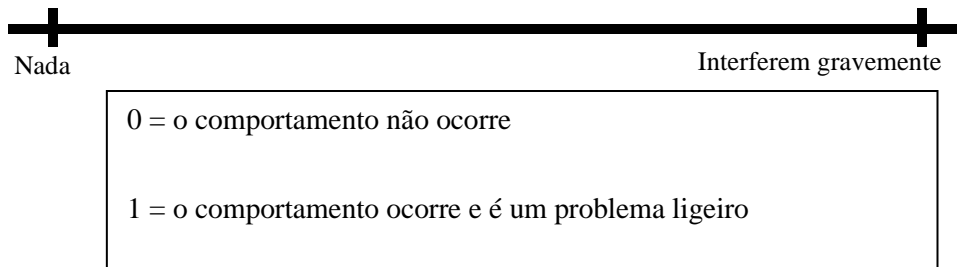 Nada
Interferem gravemente
0 = o comportamento não ocorre
1 = o comportamento ocorre e é um problema ligeiro